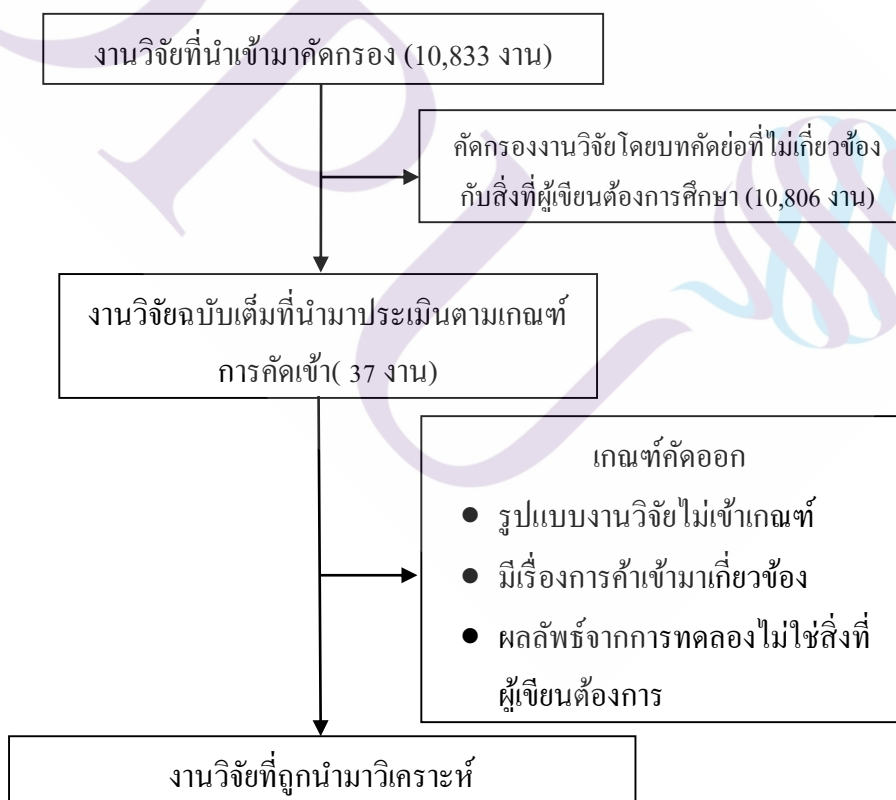 งานวิจัยที่นำเข้ามาคัดกรอง (10,833 งาน)
คัดกรองงานวิจัยโดยบทคัดย่อที่ไม่เกี่ยวข้อง
กับสิ่งที่ผู้เขียนต้องการศึกษา (10,806 งาน)
งานวิจัยฉบับเต็มที่นำมาประเมินตามเกณฑ์
การคัดเข้า( 37 งาน)
เกณฑ์คัดออก
● รูปแบบงานวิจัยไม่เข้าเกณฑ์
● มีเรื่องการค้าเข้ามาเกี่ยวข้อง
● ผลลัพธ์จากการทดลองไม่ใช่สิ่งที่
ผู้เขียนต้องการ
งานวิจัยที่ถูกนำมาวิเคราะห์